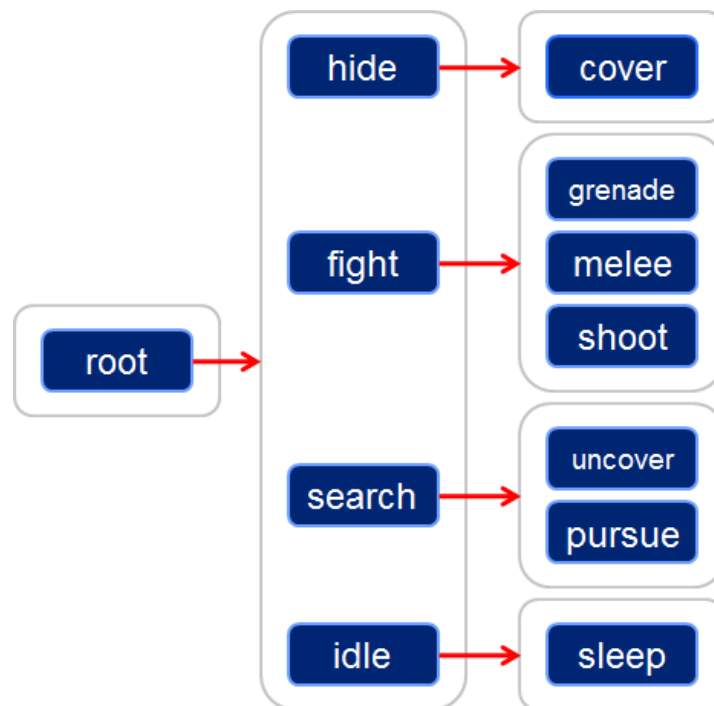 root
hide
fight
search
idle
cover
grenade
melee
shoot
uncover
pursue
sleep